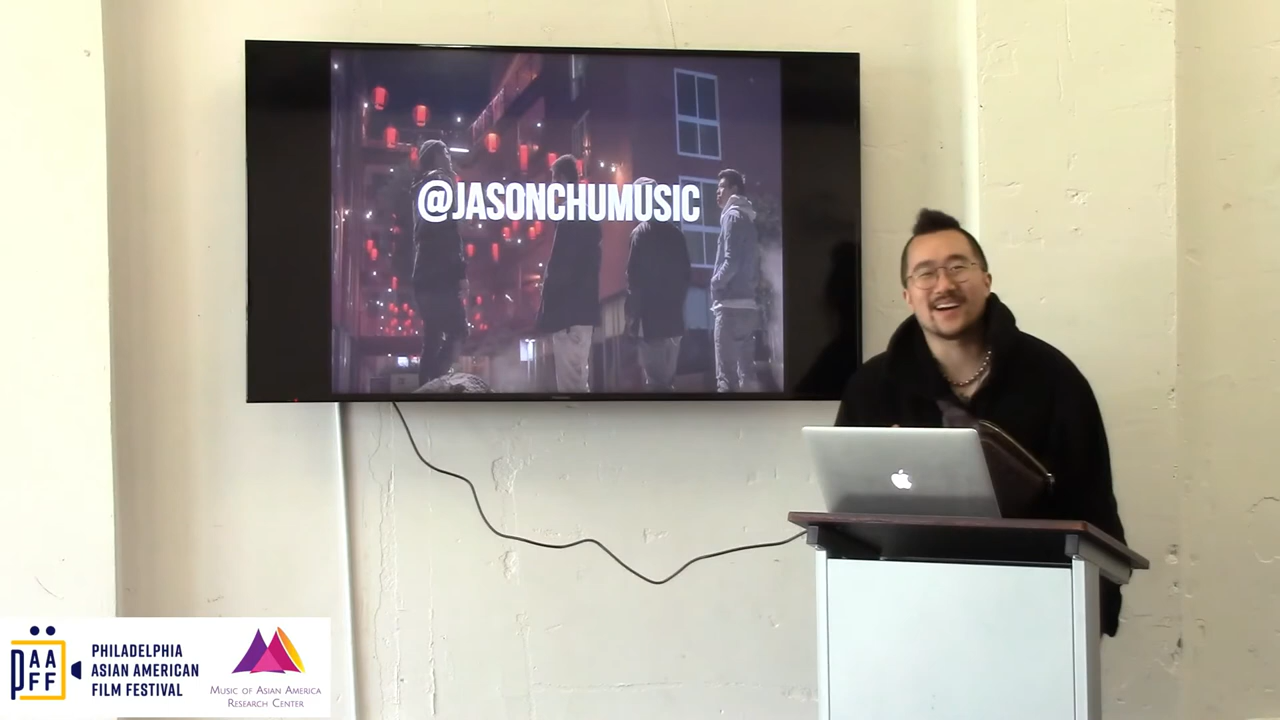 @JASONCHUMUSIC
PAAFF
PHILADELPHIA
ASIAN AMERICAN
FILM FESTIVAL
MUSIC OF ASIAN AMERICA
RESEARCH CENTER